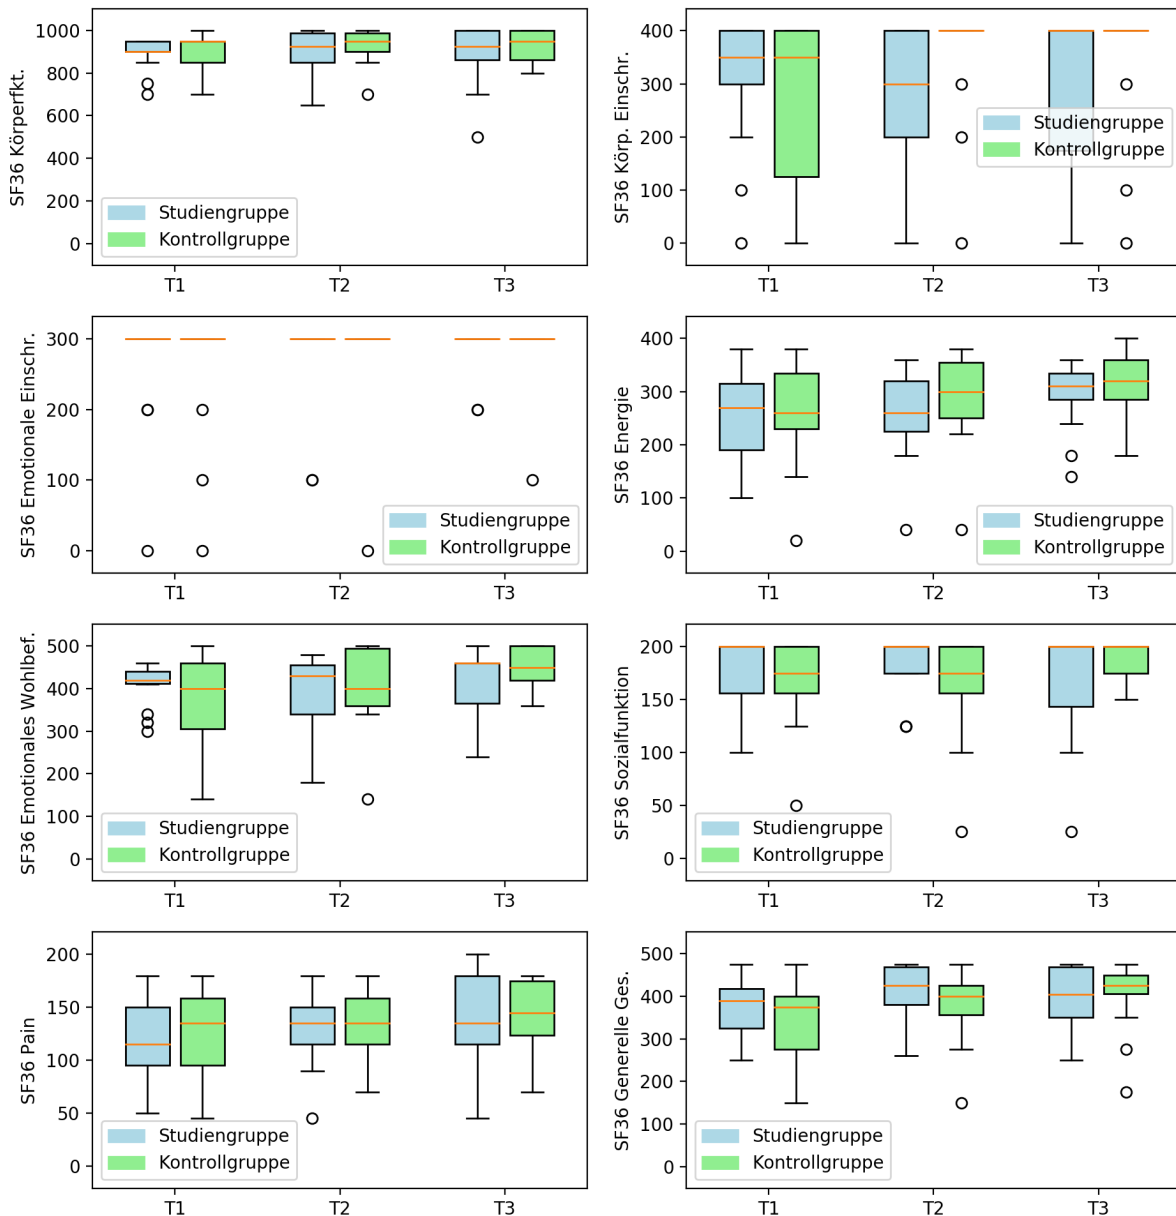 SF36 Körperfkt.
1000
800
600
400
200
0
Studiengruppe
Kontrollgruppe
T1 T2 T3
SF36 Körp. Einschr.
400
300
200
100
0
Studiengruppe
Kontrollgruppe
T1 T2 T3
SF36 Emotionale Einschr.
300
200
100
0
Studiengruppe
Kontrollgruppe
T1 T2 T3
SF36 Energie
400
300
200
100
0
Studiengruppe
Kontrollgruppe
T1 T2 T3
SF36 Emotionales Wohlbef.
500
400
300
200
100
0
Studiengruppe
Kontrollgruppe
T1 T2 T3
SF36 Sozialfunktion
200
150
100
50
0
Studiengruppe
Kontrollgruppe
T1 T2 T3
SF36 Pain
200
150
100
50
0
Studiengruppe
Kontrollgruppe
T1 T2 T3
SF36 Generelle Ges.
500
400
300
200
100
0
Studiengruppe
Kontrollgruppe
T1 T2 T3